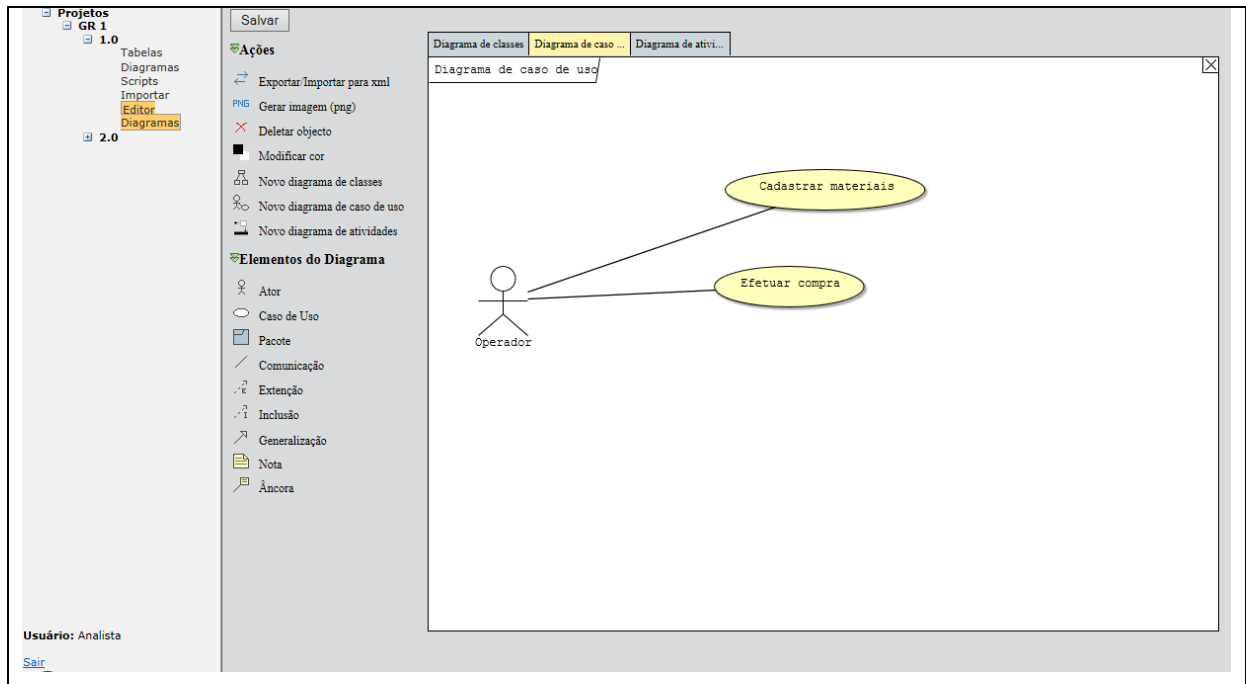 Projetos
GR 1
1.0
Tabelas
Diagramas
Scripts
Importar
Editor
Diagramas
2.0
Usuário: Analista
Sair
Salvar
Ações
Exportar/Importar para xml
PNG Gerar imagem (png)
Deletar objecto
Modificar cor
Novo diagrama de classes
Novo diagrama de caso de uso
Novo diagrama de atividades
Elementos do Diagrama
Ator
Caso de Uso
Pacote
Comunicação
E Extenção
I Inclusão
Generalização
Nota
Âncora
Diagrama de classes Diagrama de caso ... Diagrama de ativi...
Diagrama de caso de uso
Cadastrar materiais
Efetuar compra
Operador